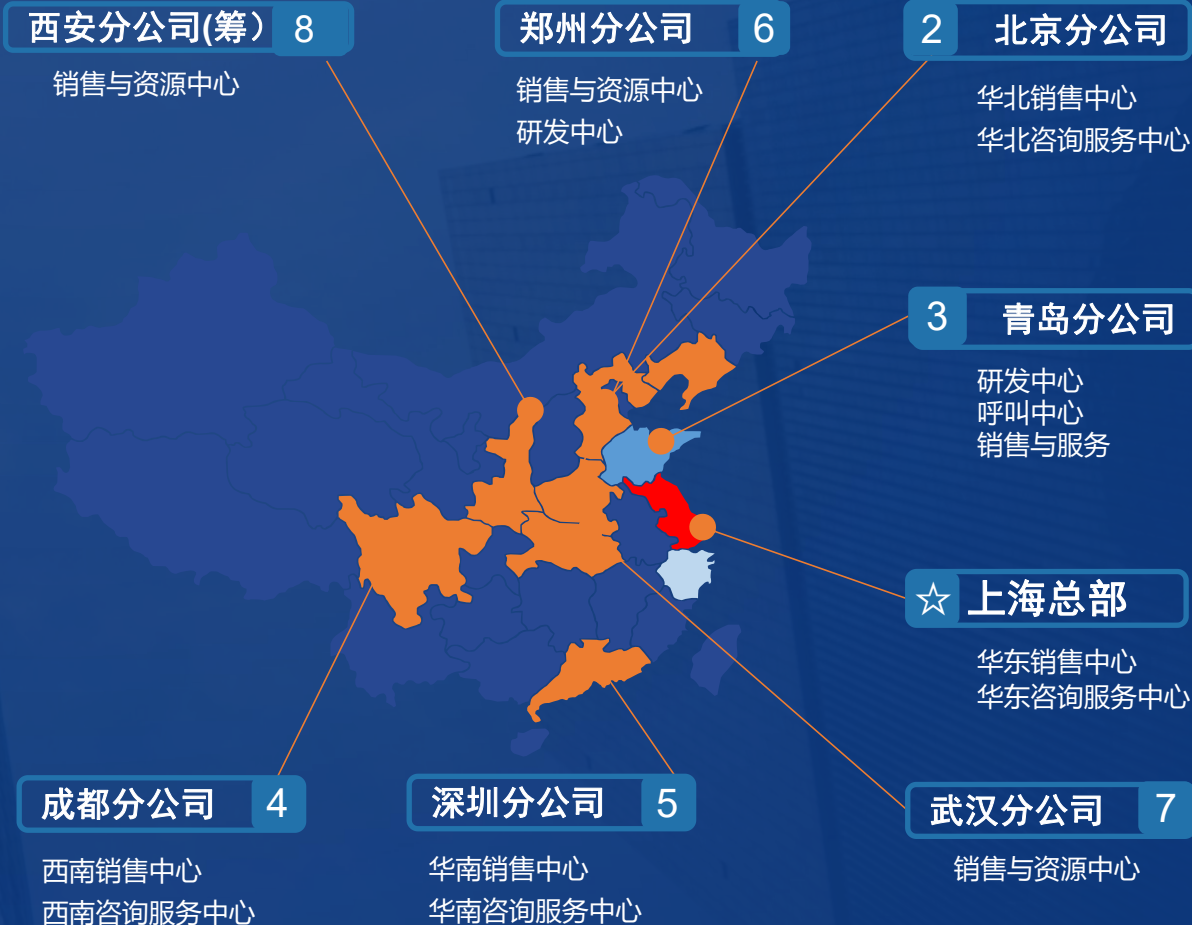 西安分公司(筹） 8
销售与资源中心
郑州分公司 6
销售与资源中心
研发中心
2 北京分公司
华北销售中心
华北咨询服务中心
3 青岛分公司
研发中心
呼叫中心
销售与服务
☆ 上海总部
华东销售中心
华东咨询服务中心
成都分公司 4
西南销售中心
西南咨询服务中心
深圳分公司 5
华南销售中心
华南咨询服务中心
武汉分公司 7
销售与资源中心